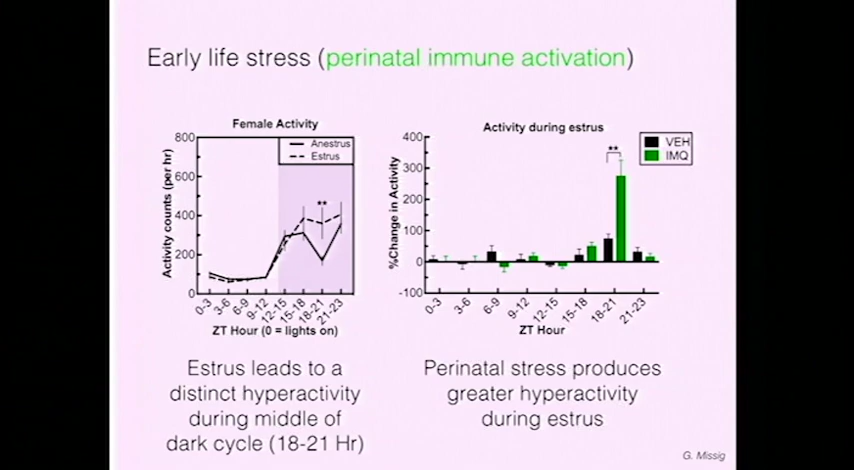 Early life stress (perinatal immune activation)
Female Activity
Activity counts (per hr)
800
600
400
200
0
Anestrus
Estrus
**
0-3
3-6
6-9
9-12
12-15
15-18
18-21
21-23
ZT Hour (0 = lights on)
Activity during estrus
%Change in Activity
400
300
200
100
0
-100
VEH
IMQ
**
0-3
3-6
6-9
9-12
12-15
15-18
18-21
21-23
ZT Hour
Estrus leads to a
distinct hyperactivity
during middle of
dark cycle (18-21 Hr)
Perinatal stress produces
greater hyperactivity
during estrus
G. Missig